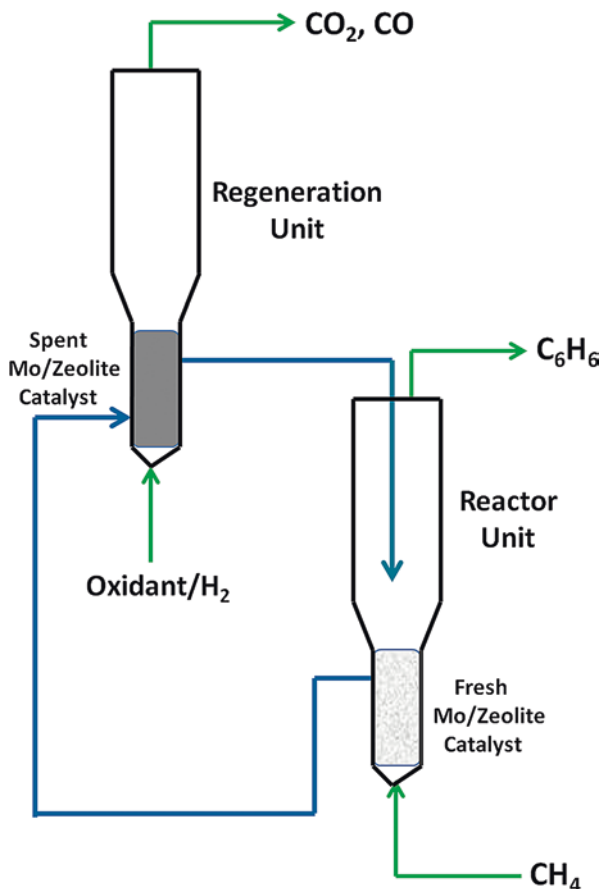 CO₂, CO
Regeneration
Unit
Spent
Mo/Zeolite
Catalyst
C₆H₆
Reactor
Unit
Oxidant/H₂
Fresh
Mo/Zeolite
Catalyst
CH₄